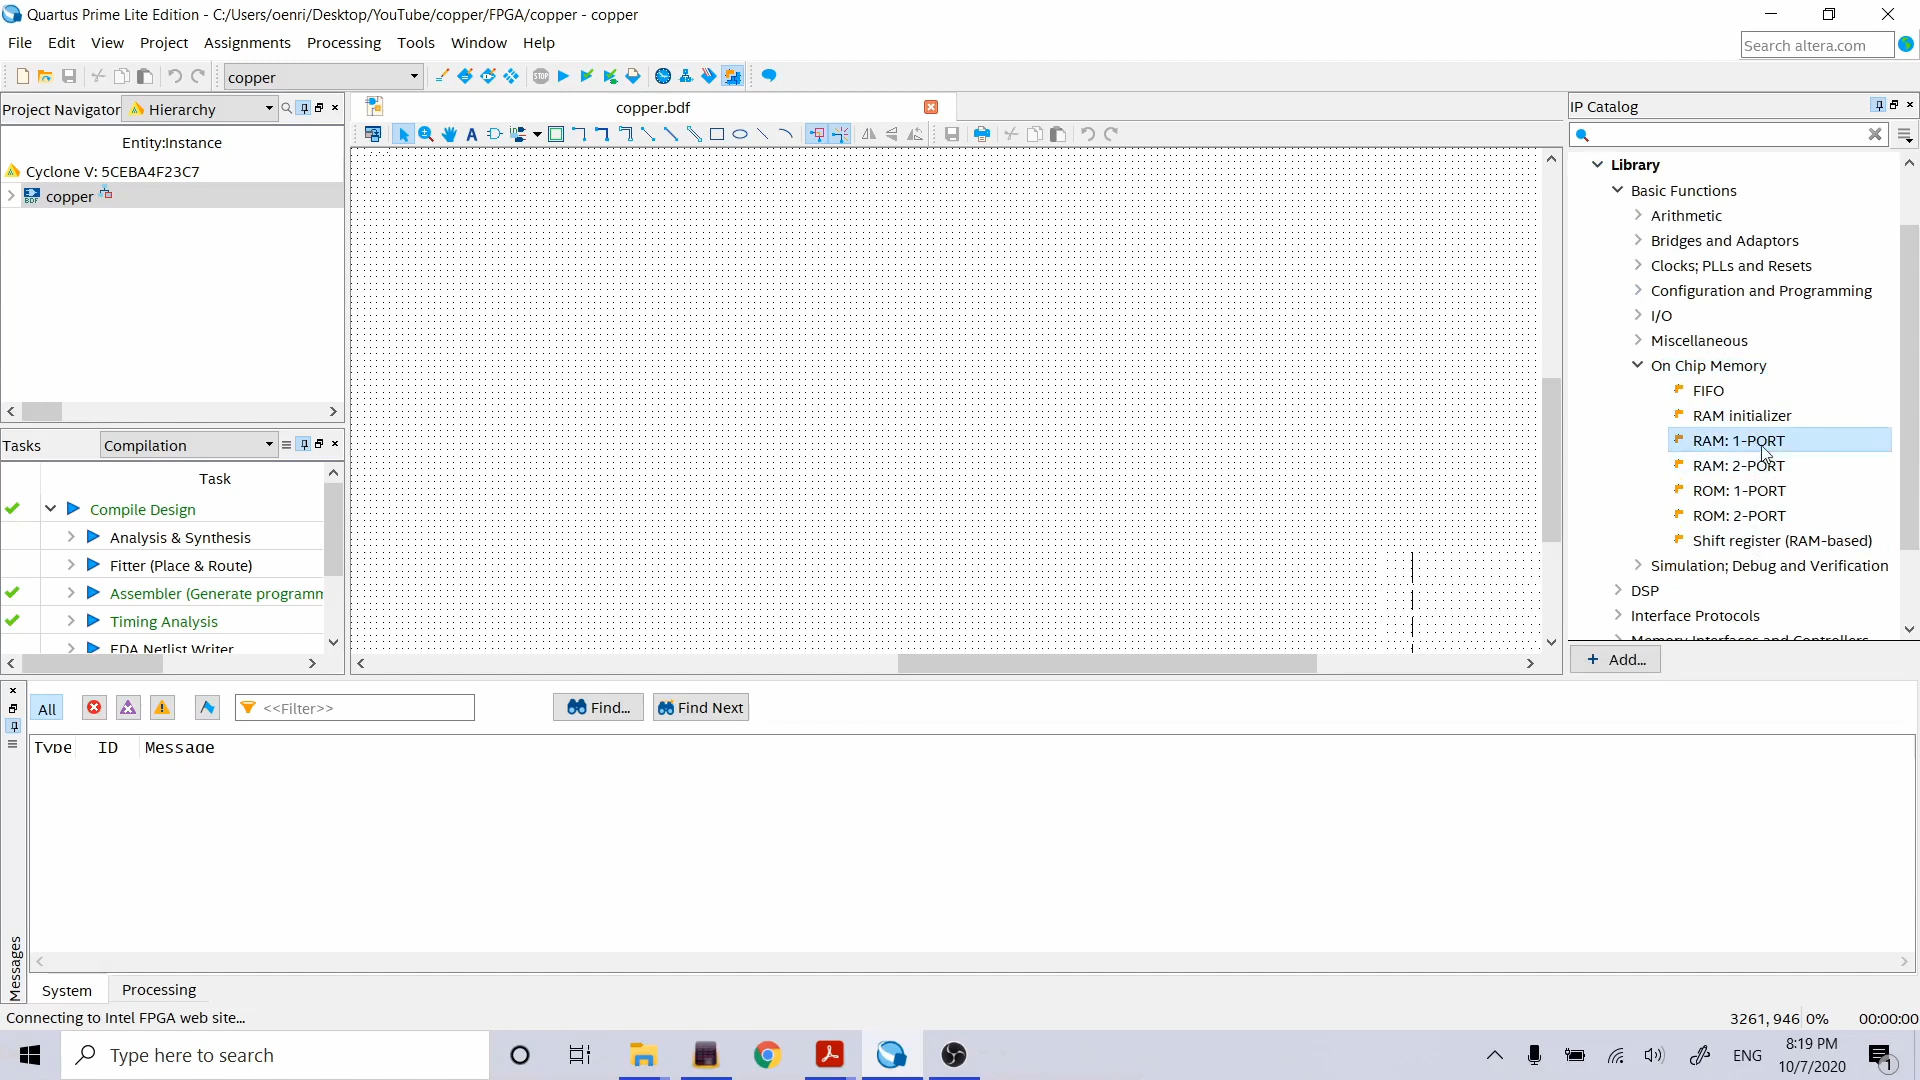 Quartus Prime Lite Edition - C:/Users/oenri/Desktop/YouTube/copper/FPGA/copper - copper
File Edit View Project Assignments Processing Tools Window Help
Search altera.com
copper
Project Navigator Hierarchy
Entity:Instance
Cyclone V: 5CEBA4F23C7
copper
Tasks Compilation
Task
Compile Design
Analysis & Synthesis
Fitter (Place & Route)
Assembler (Generate programm
Timing Analysis
EDA Netlist Writer
copper.bdf
IP Catalog
Library
Basic Functions
Arithmetic
Bridges and Adaptors
Clocks; PLLs and Resets
Configuration and Programming
I/O
Miscellaneous
On Chip Memory
FIFO
RAM initializer
RAM: 1-PORT
RAM: 2-PORT
ROM: 1-PORT
ROM: 2-PORT
Shift register (RAM-based)
Simulation; Debug and Verification
DSP
Interface Protocols
Memory Interfaces and Controllers
+ Add...
All <<Filter>> Find... Find Next
Type ID Message
Messages
System Processing
Connecting to Intel FPGA web site...
3261, 946 0% 00:00:00
Type here to search
ENG
8:19 PM
10/7/2020
1